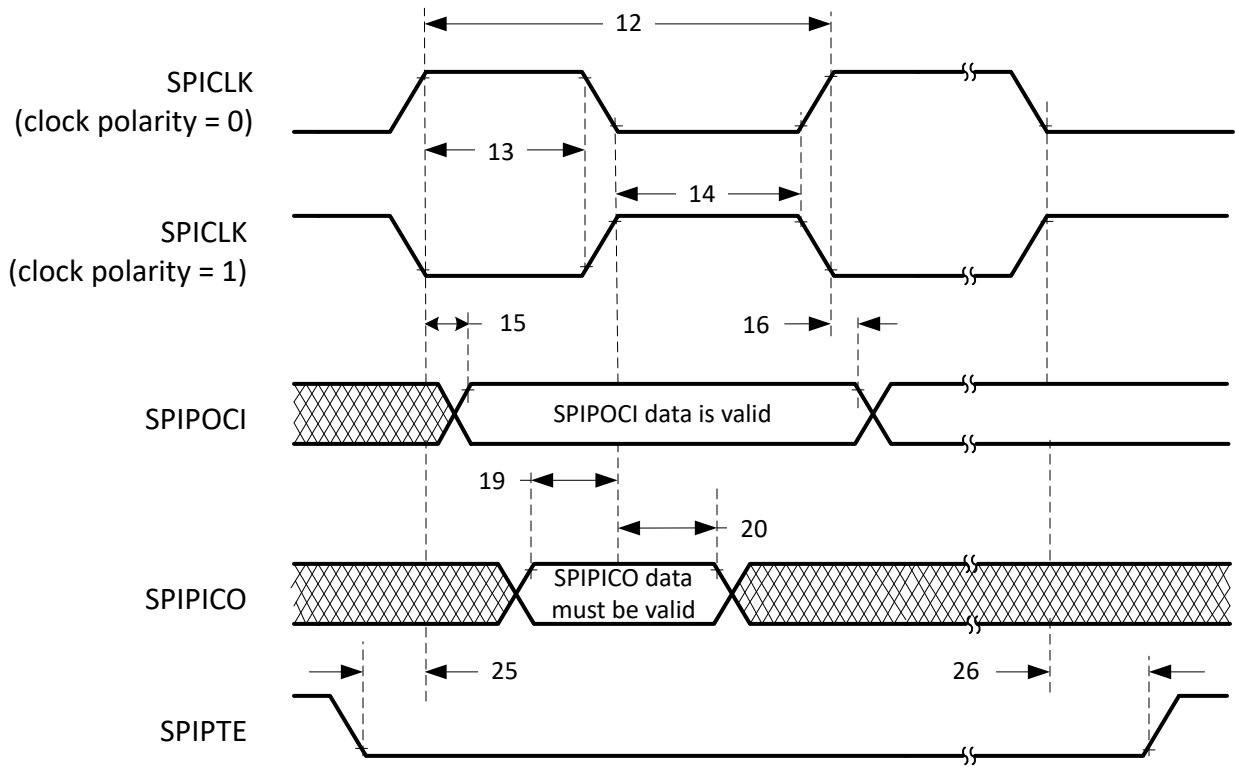 12
SPICLK
(clock polarity = 0)
13
14
SPICLK
(clock polarity = 1)
15
16
SPIPOCI
SPIPOCI data is valid
19
20
SPIPICO
SPIPICO data
must be valid
25
26
SPIPTE